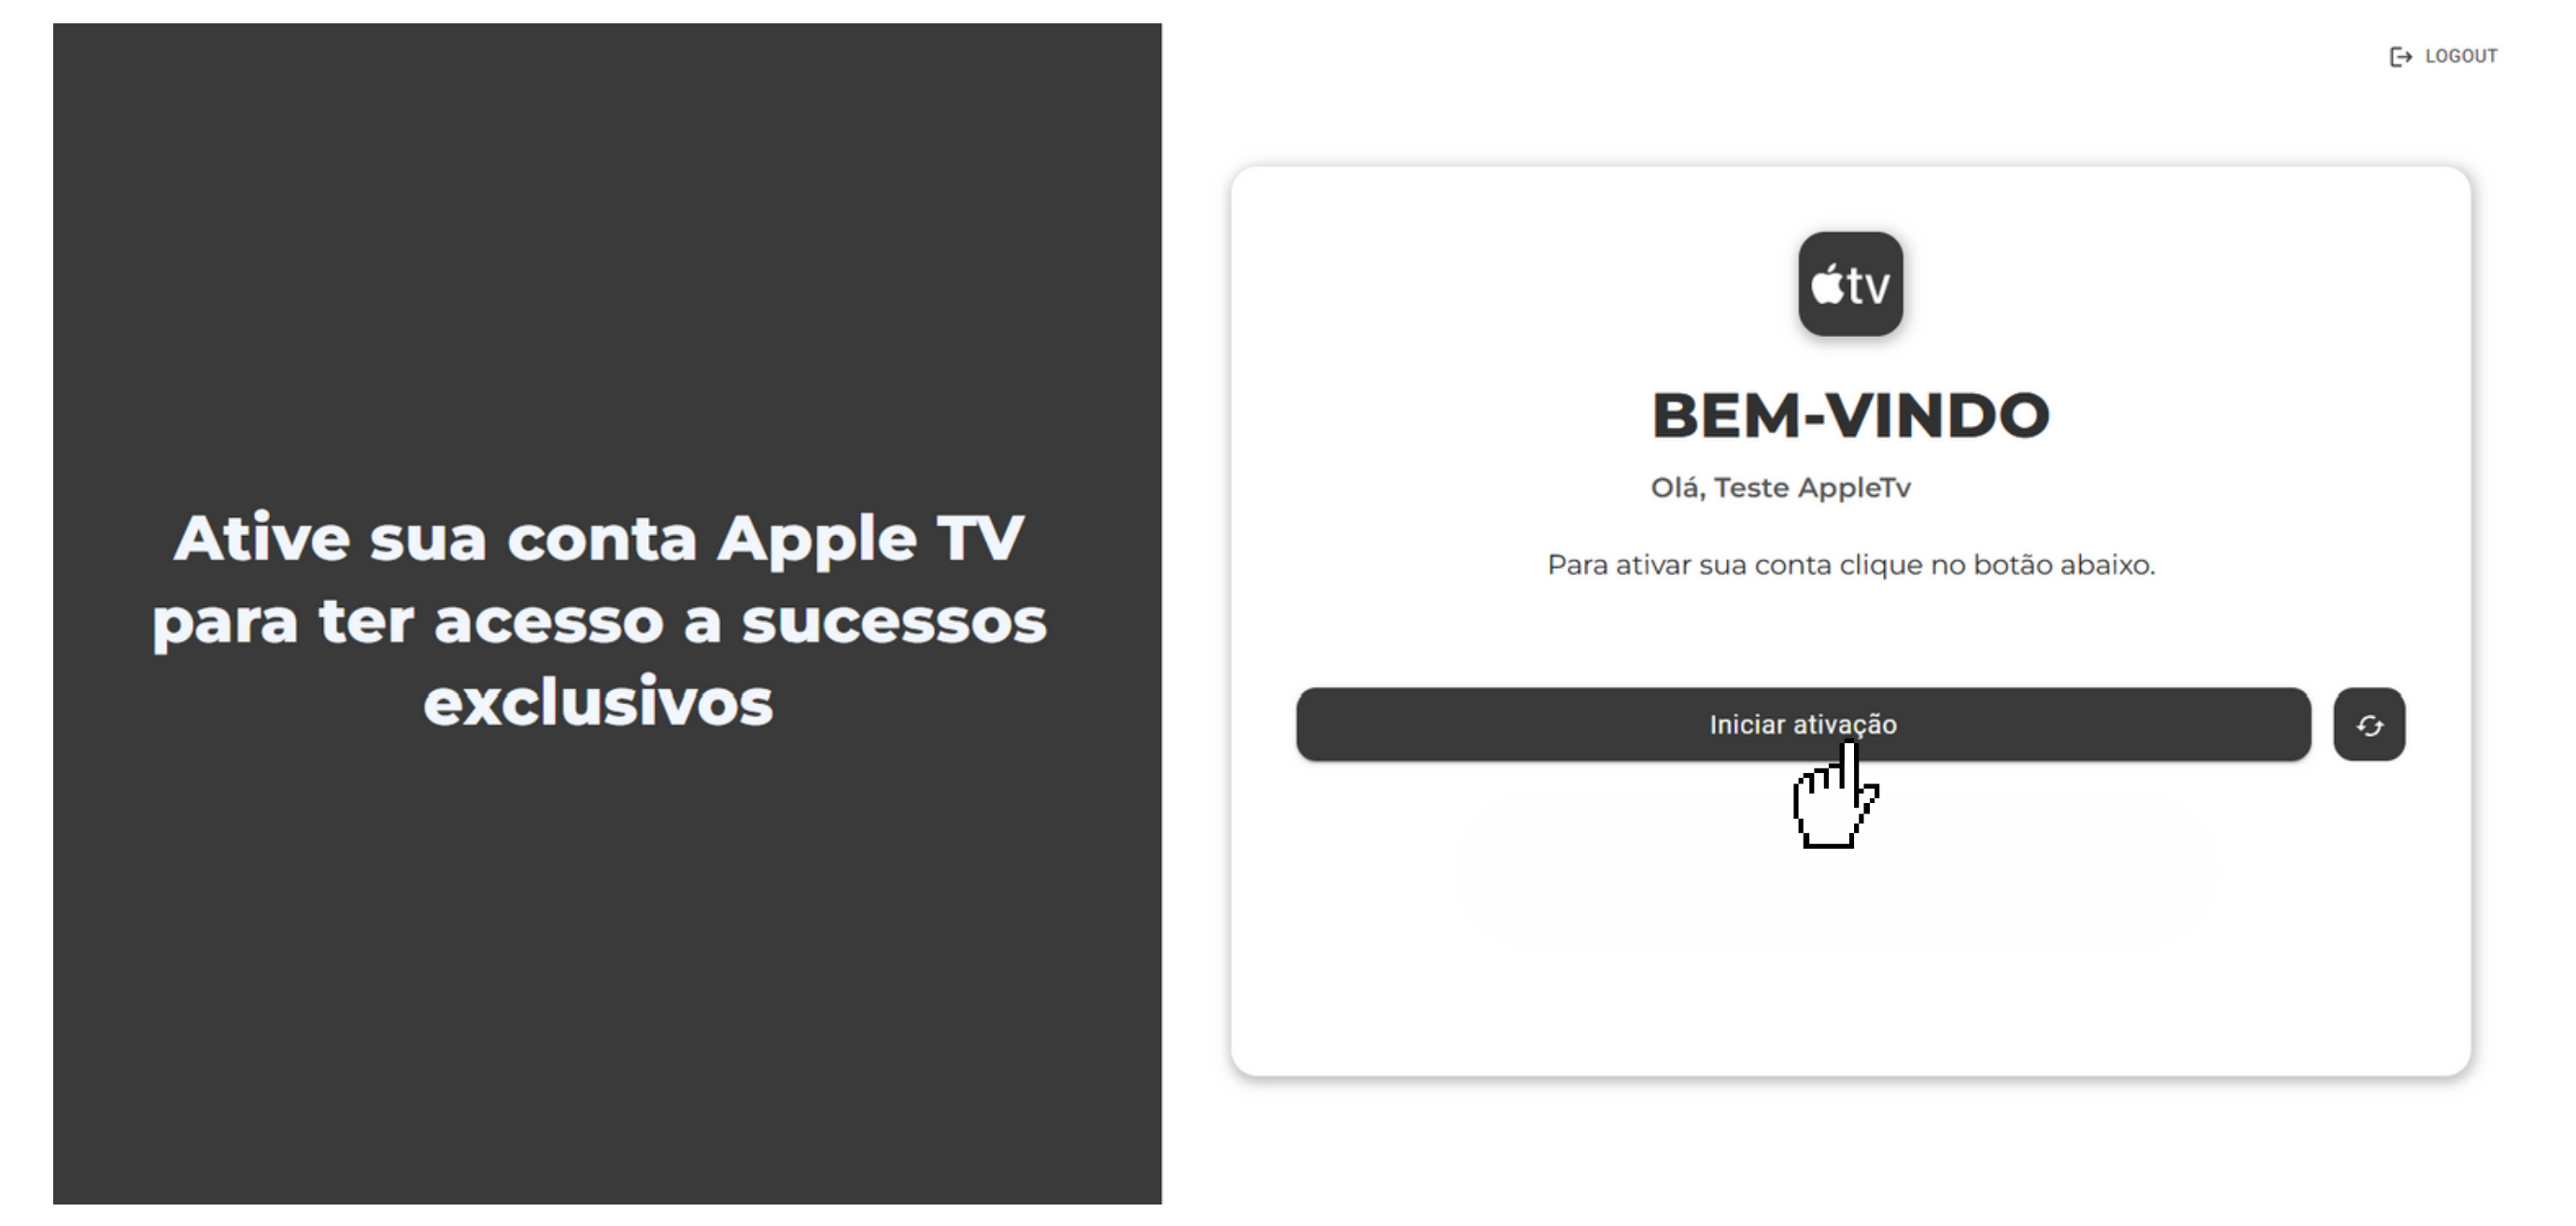 LOGOUT
Ative sua conta Apple TV
para ter acesso a sucessos
exclusivos
tv
BEM-VINDO
Olá, Teste AppleTv
Para ativar sua conta clique no botão abaixo.
Iniciar ativação